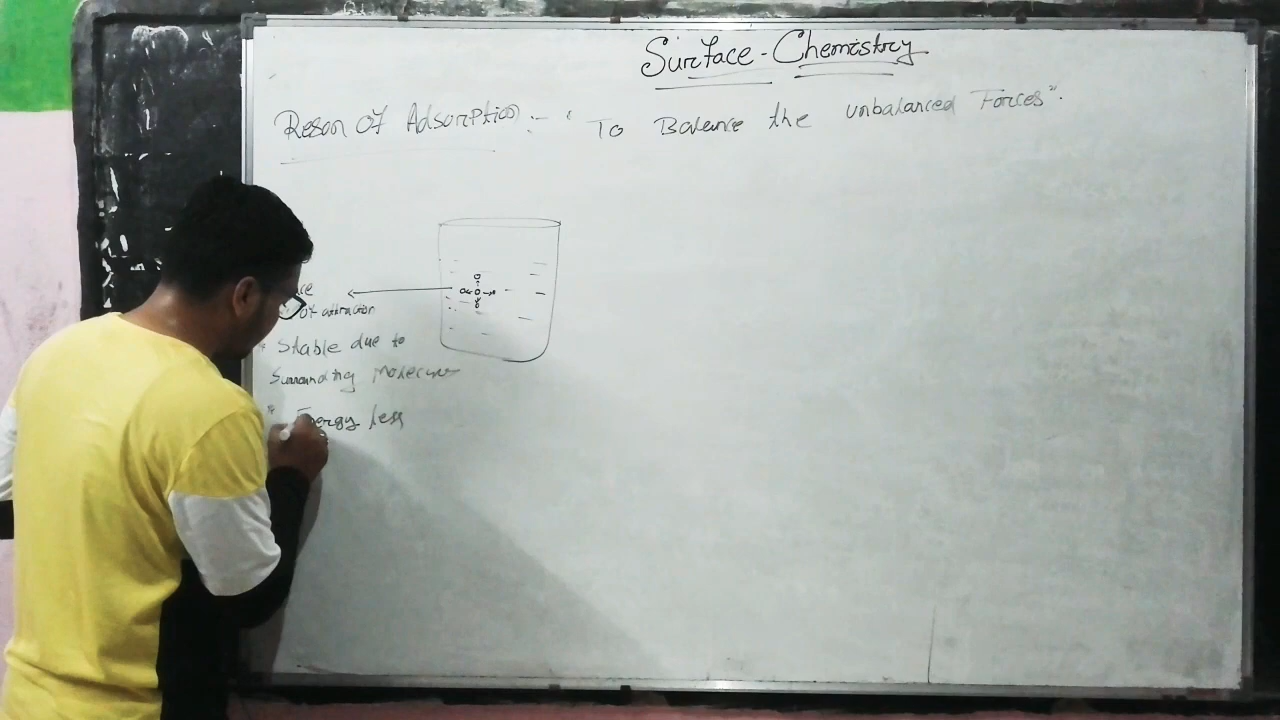 Surface - Chemistry
Reson Of Adsorption :- " To Balance the unbalanced Forces".
Of attraction
* Stable due to
Surrounding Molecules
* Energy less